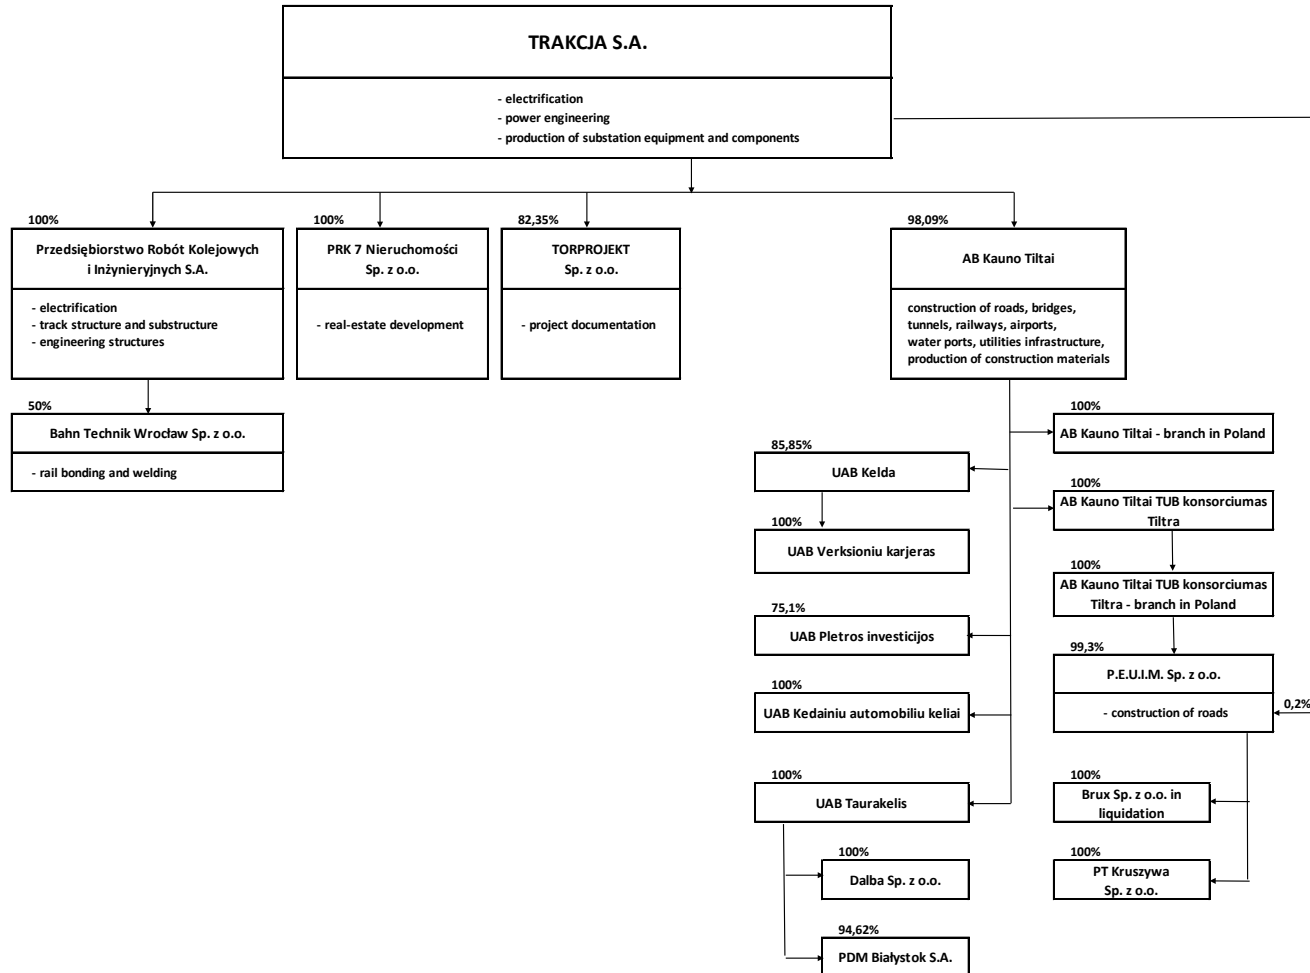 TRAKCJA S.A.
- electrification
- power engineering
- production of substation equipment and components
100%
Przedsiębiorstwo Robót Kolejowych
i Inżynieryjnych S.A.
- electrification
- track structure and substructure
- engineering structures
100%
PRK 7 Nieruchomości
Sp. z o.o.
- real-estate development
82,35%
TORPROJEKT
Sp. z o.o.
- project documentation
98,09%
AB Kauno Tiltai
construction of roads, bridges,
tunnels, railways, airports,
water ports, utilities infrastructure,
production of construction materials
50%
Bahn Technik Wrocław Sp. z o.o.
- rail bonding and welding
85,85%
UAB Kelda
100%
UAB Verksioniu karjeras
75,1%
UAB Pletros investicijos
100%
UAB Kedainiu automobiliu keliai
100%
UAB Taurakelis
100%
Dalba Sp. z o.o.
94,62%
PDM Białystok S.A.
100%
AB Kauno Tiltai - branch in Poland
100%
AB Kauno Tiltai TUB konsorciumas
Tiltra
100%
AB Kauno Tiltai TUB konsorciumas
Tiltra - branch in Poland
99,3%
P.E.U.I.M. Sp. z o.o.
- construction of roads
0,2%
100%
Brux Sp. z o.o. in
liquidation
100%
PT Kruszywa
Sp. z o.o.